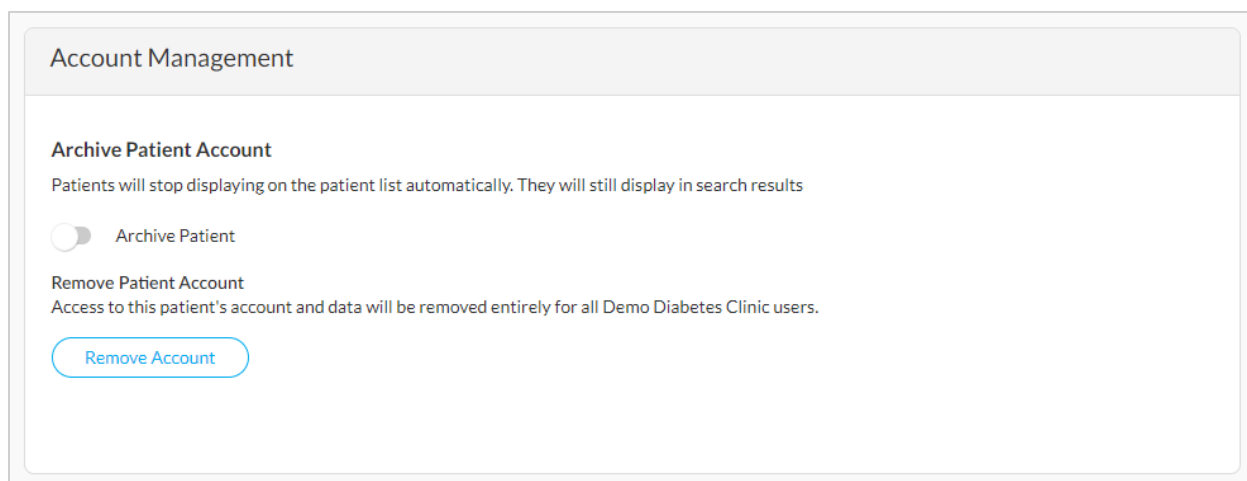 Account Management
Archive Patient Account
Patients will stop displaying on the patient list automatically. They will still display in search results
Archive Patient
Remove Patient Account
Access to this patient's account and data will be removed entirely for all Demo Diabetes Clinic users.
Remove Account